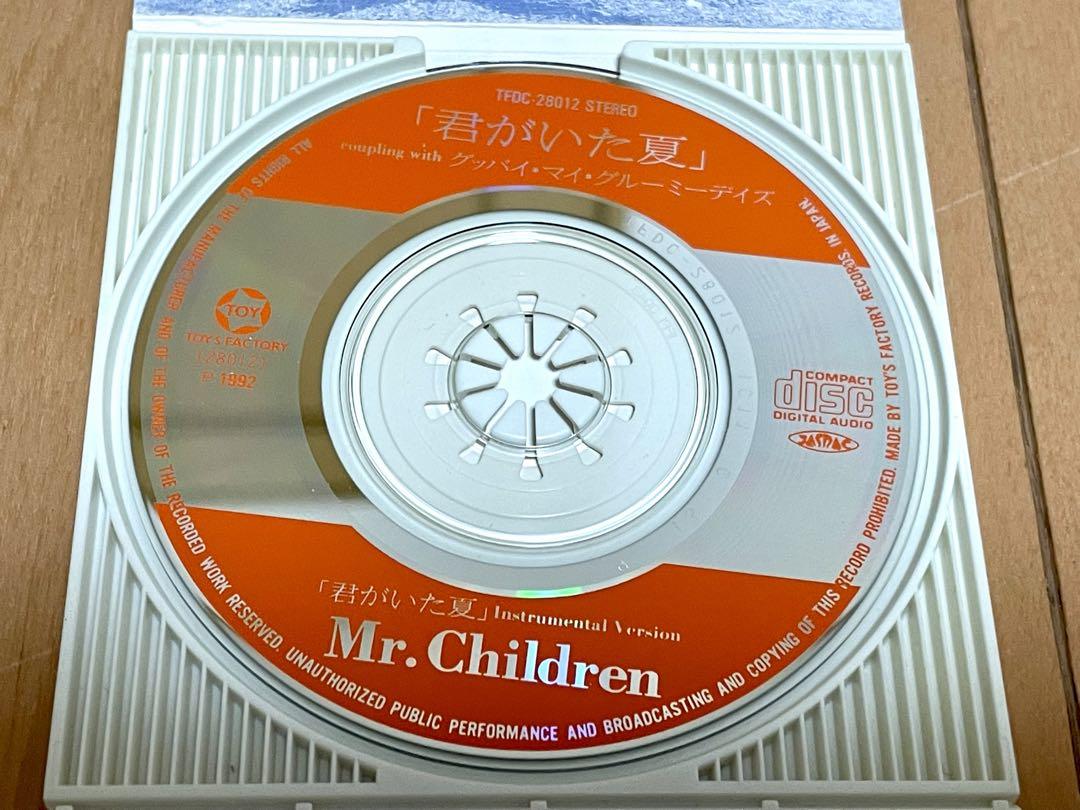 TFDC-28012 STEREO
「君がいた夏」
coupling with グッバイ・マイ・グルーミーデイズ
TOY
TOY'S FACTORY
℗ 1992
COMPACT
disc
DIGITAL AUDIO
JASRAC
「君がいた夏」Instrumental Version
Mr. Children
ALL RIGHTS OF THE MANUFACTURER AND OF THE OWNER OF THE RECORDED WORK RESERVED. UNAUTHORIZED PUBLIC PERFORMANCE AND BROADCASTING AND COPYING OF THIS RECORD PROHIBITED. MADE BY TOY'S FACTORY RECORDS, IN JAPAN.